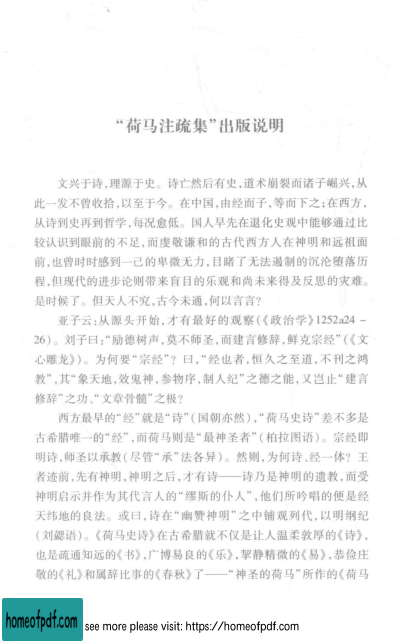 “荷马注疏集”出版说明
文兴于诗,理源于史。诗亡然后有史,道术崩裂而诸子崛兴,从
此一发不曾收拾,以至于今。在中国,由经而子,等而下之;在西方,
从诗到史再到哲学,每况愈低。国人早先在退化史观中能够通过比
较认识到眼前的不足,而虔敬谦和的古代西方人在神明和远祖面
前,也曾时时感到一己的卑微无力,目睹了无法遏制的沉沦堕落历
程,但现代的进步论则带来盲目的乐观和尚未来得及反思的灾难。
是时候了。但天人不究,古今未通,何以言言?
亚子云:从源头开始,才有最好的观察(《政治学》1252a24-
26)。刘子曰:“励德树声,莫不师圣,而建言修辞,鲜克宗经”(《文
心雕龙》)。为何要“宗经”?曰,“经也者,恒久之至道,不刊之鸿
教”,其“象天地,效鬼神,参物序,制人纪”之德之能,又岂止“建言
修辞”之功、“文章骨髓”之极?
西方最早的“经”就是“诗”(国朝亦然),“荷马史诗”差不多是
古希腊唯一的“经”,而荷马则是“最神圣者”(柏拉图语)。宗经即
明诗,师圣以承教(尽管“承”法各异)。然则,为何诗、经一体?王
者迹前,先有神明,神明之后,才有诗——诗乃是神明的遗教,而受
神明启示并作为其代言人的“缪斯的仆人”,他们所吟唱的便是经
天纬地的良法。或曰,诗在“幽赞神明”之中铺观列代,以明纲纪
(刘勰语)。《荷马史诗》在古希腊就不仅是让人温柔敦厚的《诗》,
也是疏通知远的《书》,广博易良的《乐》,挈静精微的《易》,恭俭庄
敬的《礼》和属辞比事的《春秋》了——“神圣的荷马”所作的《荷马
homeofpdf.com
see more please visit: https://homeofpdf.com